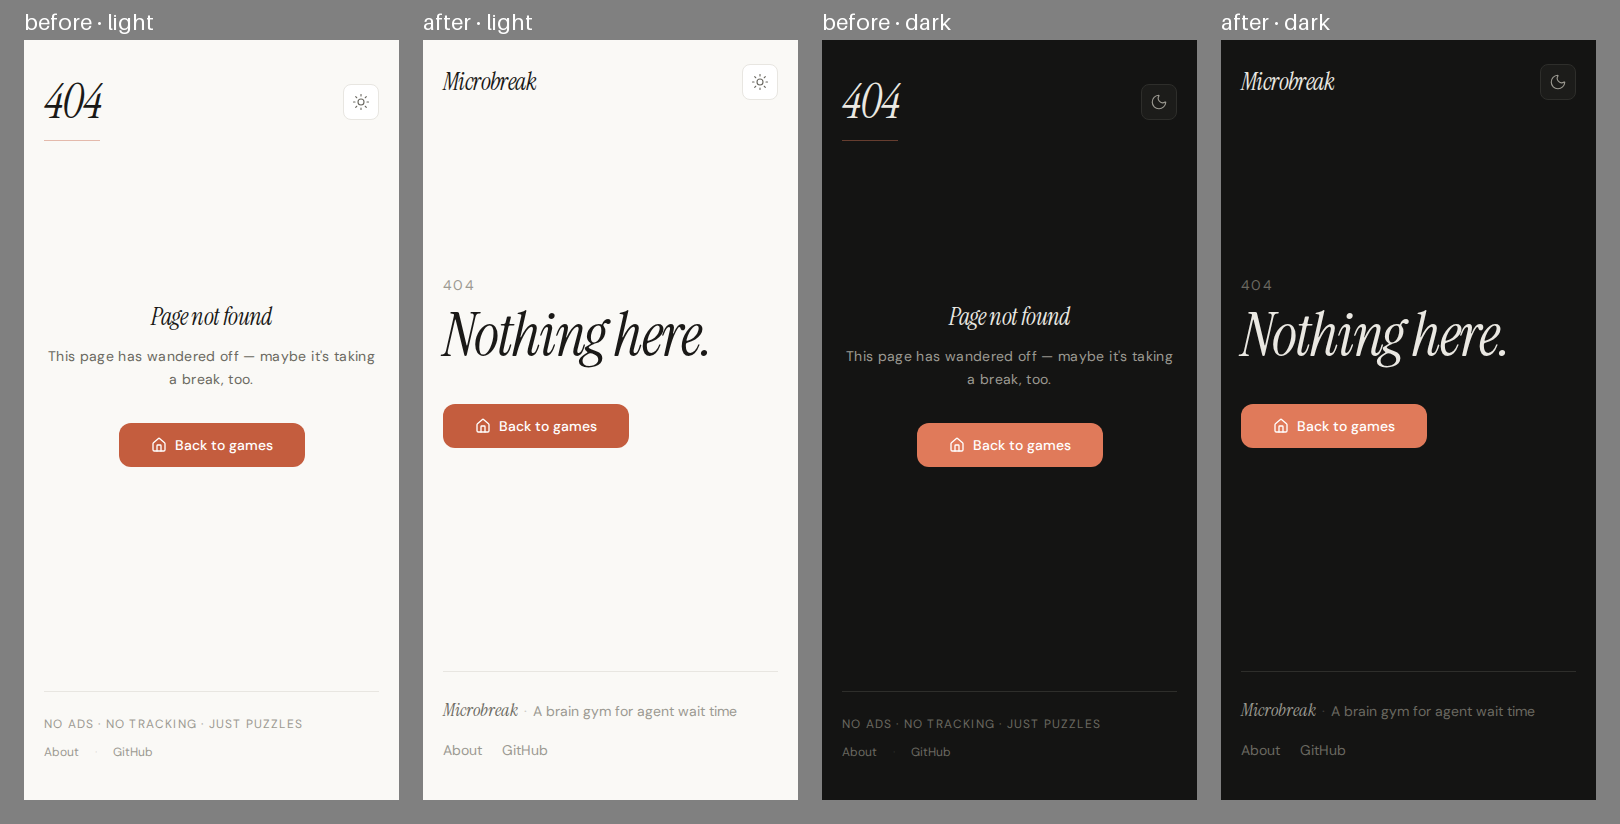 before · light
404
Page not found
This page has wandered off — maybe it's taking
a break, too.
Back to games
NO ADS · NO TRACKING · JUST PUZZLES
About · GitHub
after · light
Microbreak
404
Nothing here.
Back to games
Microbreak · A brain gym for agent wait time
About GitHub
before · dark
404
Page not found
This page has wandered off — maybe it's taking
a break, too.
Back to games
NO ADS · NO TRACKING · JUST PUZZLES
About · GitHub
after · dark
Microbreak
404
Nothing here.
Back to games
Microbreak · A brain gym for agent wait time
About GitHub